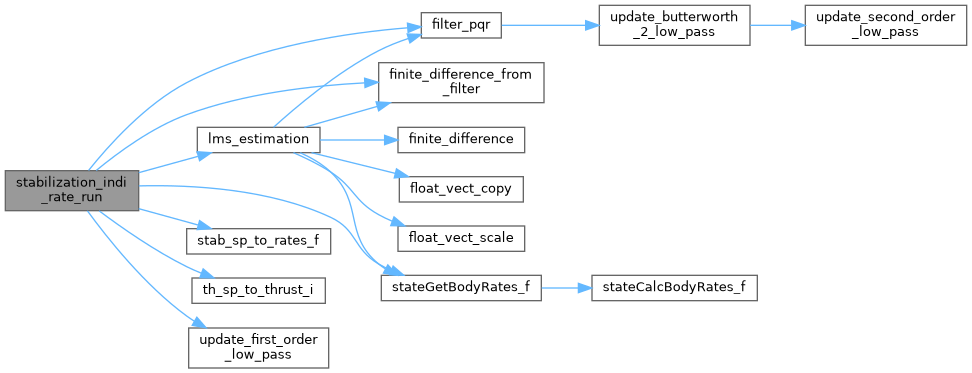 stabilization_indi
_rate_run
filter_pqr
update_butterworth
_2_low_pass
update_second_order
_low_pass
finite_difference_from
_filter
lms_estimation
finite_difference
float_vect_copy
float_vect_scale
stab_sp_to_rates_f
th_sp_to_thrust_i
stateGetBodyRates_f
stateCalcBodyRates_f
update_first_order
_low_pass